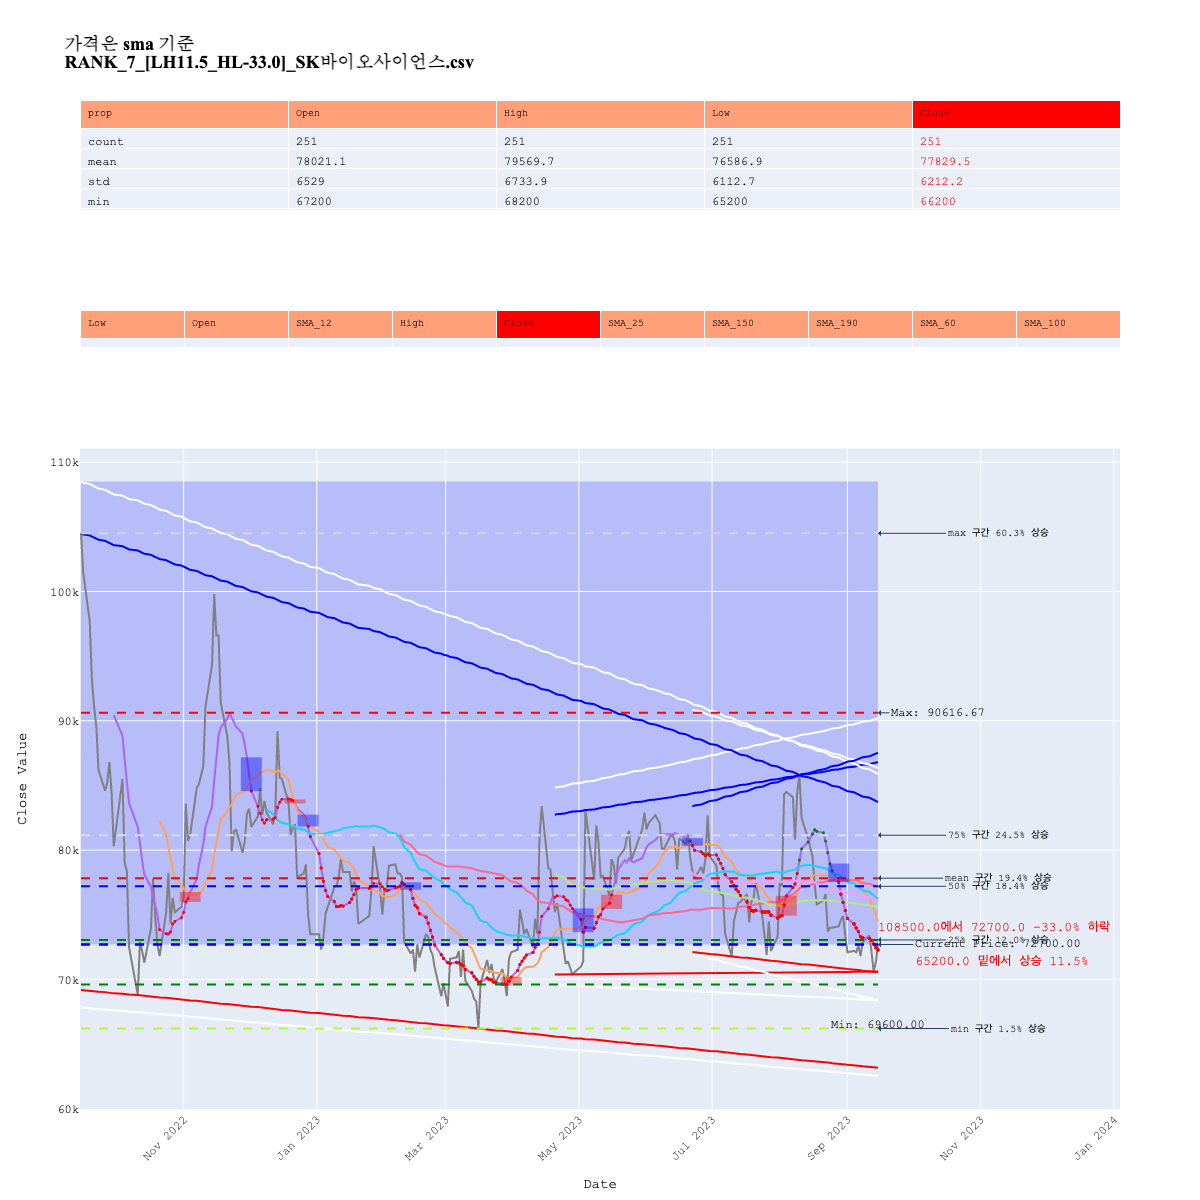 가격은 sma 기준
RANK_7_[LH11.5_HL-33.0]_SK바이오사이언스.csv
prop Open High Low Close
count 251 251 251 251
mean 78021.1 79569.7 76586.9 77829.5
std 6529 6733.9 6112.7 6212.2
min 67200 68200 65200 66200
Low Open SMA_12 High Close SMA_25 SMA_150 SMA_190 SMA_60 SMA_100
110k
max 구간 60.3% 상승
100k
Max: 90616.67
90k
Close Value
75% 구간 24.5% 상승
80k
mean 구간 19.4% 상승
50% 구간 18.4% 상승
108500.0에서 72700.0 -33.0% 하락
25% 구간 12.0% 상승
Current Price: 72700.00
65200.0 밑에서 상승 11.5%
70k
Min: 69600.00
min 구간 1.5% 상승
60k
Nov 2022 Jan 2023 Mar 2023 May 2023 Jul 2023 Sep 2023 Nov 2023 Jan 2024
Date